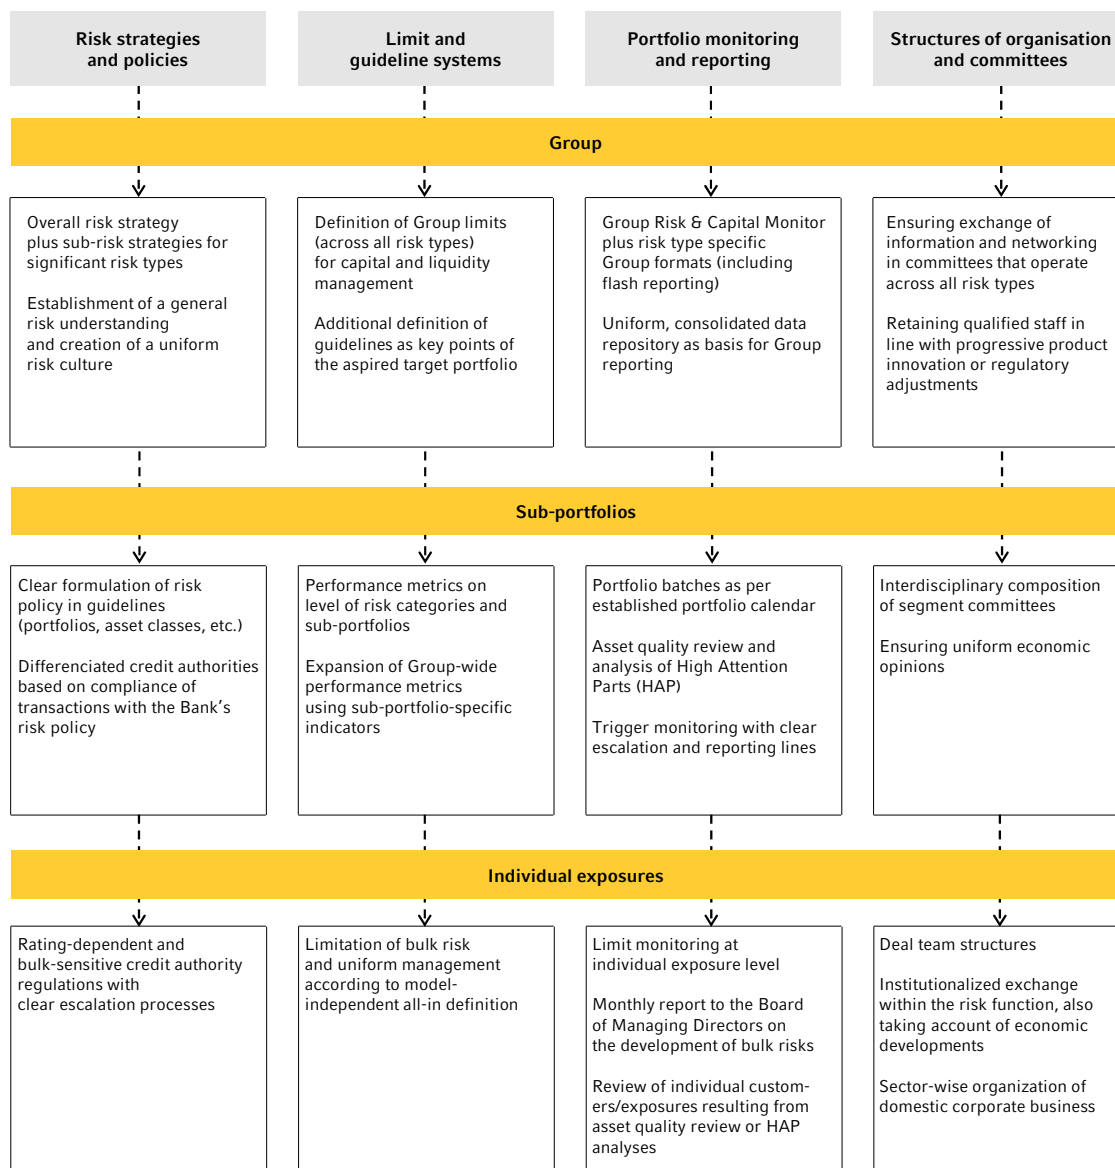 Risk strategies
and policies
Limit and
guideline systems
Portfolio monitoring
and reporting
Structures of organisation
and committees
Group
Overall risk strategy
plus sub-risk strategies for
significant risk types
Establishment of a general
risk understanding
and creation of a uniform
risk culture
Definition of Group limits
(across all risk types)
for capital and liquidity
management
Additional definition of
guidelines as key points of
the aspired target portfolio
Group Risk & Capital Monitor
plus risk type specific
Group formats (including
flash reporting)
Uniform, consolidated data
repository as basis for Group
reporting
Ensuring exchange of
information and networking
in committees that operate
across all risk types
Retaining qualified staff in
line with progressive product
innovation or regulatory
adjustments
Sub-portfolios
Clear formulation of risk
policy in guidelines
(portfolios, asset classes, etc.)
Differenciated credit authorities
based on compliance of
transactions with the Bank's
risk policy
Performance metrics on
level of risk categories and
sub-portfolios
Expansion of Group-wide
performance metrics
using sub-portfolio-specific
indicators
Portfolio batches as per
established portfolio calendar
Asset quality review and
analysis of High Attention
Parts (HAP)
Trigger monitoring with clear
escalation and reporting lines
Interdisciplinary composition
of segment committees
Ensuring uniform economic
opinions
Individual exposures
Rating-dependent and
bulk-sensitive credit authority
regulations with
clear escalation processes
Limitation of bulk risk
and uniform management
according to model-
independent all-in definition
Limit monitoring at
individual exposure level
Monthly report to the Board
of Managing Directors on
the development of bulk risks
Review of individual custom-
ers/exposures resulting from
asset quality review or HAP
analyses
Deal team structures
Institutionalized exchange
within the risk function, also
taking account of economic
developments
Sector-wise organization of
domestic corporate business